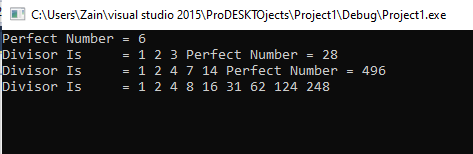 C:\Users\Zain\visual studio 2015\ProDESKTOjects\Project1\Debug\Project1.exe
Perfect Number = 6
Divisor Is     = 1 2 3 Perfect Number = 28
Divisor Is     = 1 2 4 7 14 Perfect Number = 496
Divisor Is     = 1 2 4 8 16 31 62 124 248